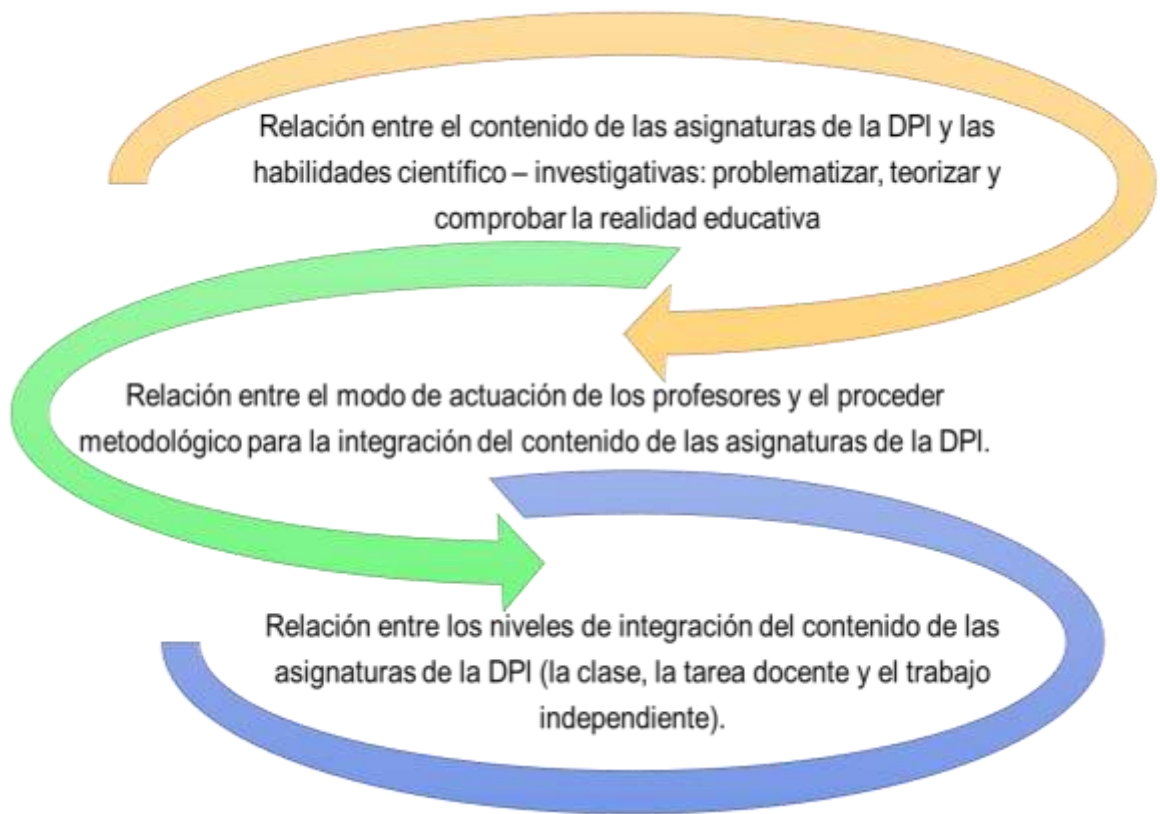 Relación entre el contenido de las asignaturas de la DPI y las
habilidades científico – investigativas: problematizar, teorizar y
comprobar la realidad educativa
Relación entre el modo de actuación de los profesores y el proceder
metodológico para la integración del contenido de las asignaturas de la DPI.
Relación entre los niveles de integración del contenido de las
asignaturas de la DPI (la clase, la tarea docente y el trabajo
independiente).